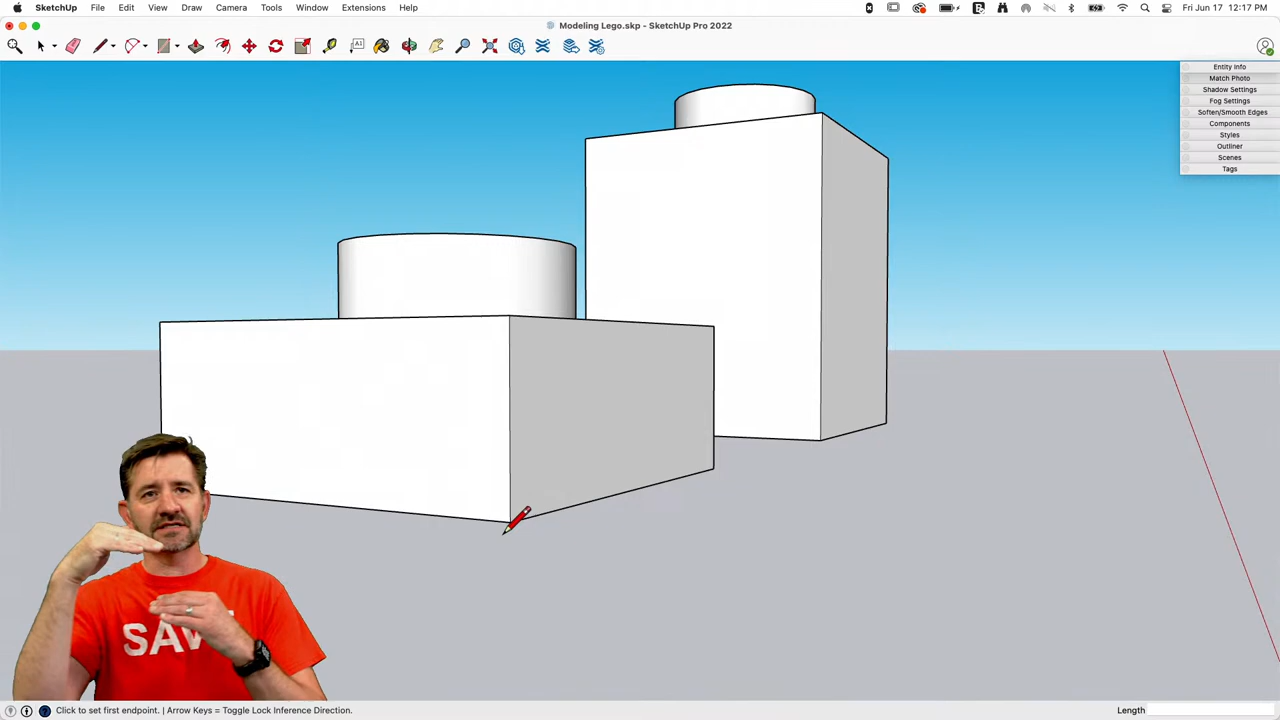 SketchUp File Edit View Draw Camera Tools Window Extensions Help Fri Jun 17 12:17 PM
Modeling Lego.skp - SketchUp Pro 2022
A1
Entity Info
Match Photo
Shadow Settings
Fog Settings
Soften/Smooth Edges
Components
Styles
Outliner
Scenes
Tags
SAV
Click to set first endpoint. | Arrow Keys = Toggle Lock Inference Direction. Length